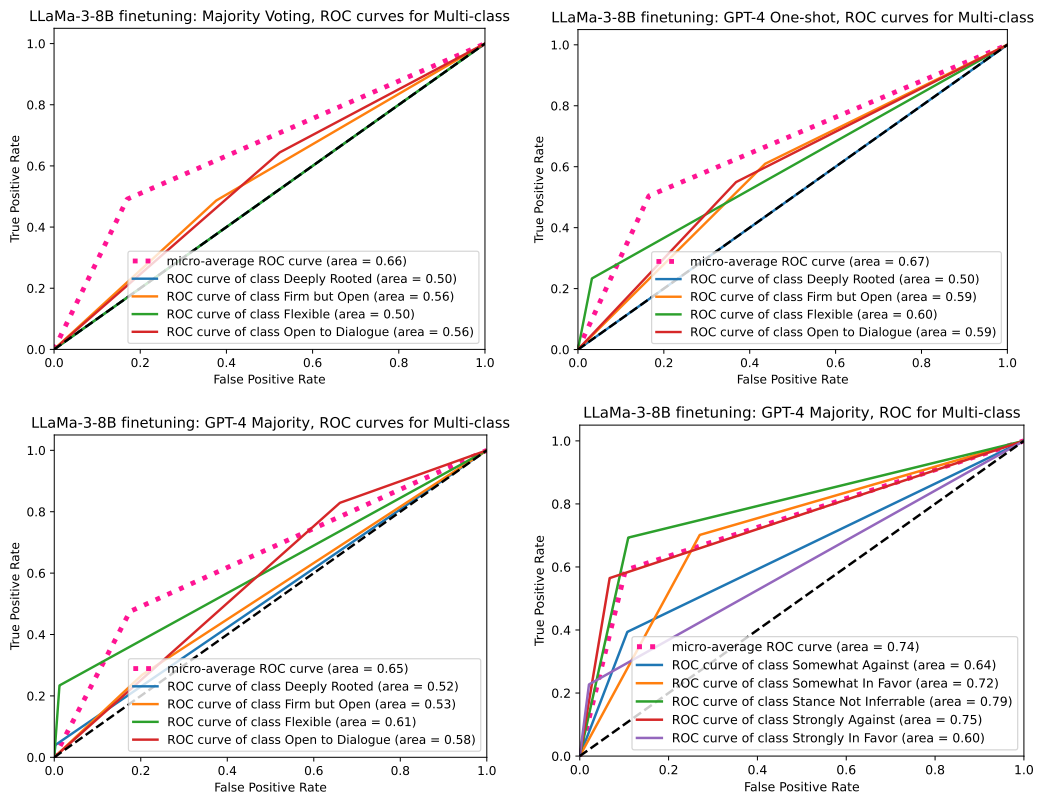 LLaMa-3-8B finetuning: Majority Voting, ROC curves for Multi-class
True Positive Rate
1.0
0.8
0.6
0.4
0.2
0.0
micro-average ROC curve (area = 0.66)
ROC curve of class Deeply Rooted (area = 0.50)
ROC curve of class Firm but Open (area = 0.56)
ROC curve of class Flexible (area = 0.50)
ROC curve of class Open to Dialogue (area = 0.56)
0.0 0.2 0.4 0.6 0.8 1.0
False Positive Rate
LLaMa-3-8B finetuning: GPT-4 One-shot, ROC curves for Multi-class
True Positive Rate
1.0
0.8
0.6
0.4
0.2
0.0
micro-average ROC curve (area = 0.67)
ROC curve of class Deeply Rooted (area = 0.50)
ROC curve of class Firm but Open (area = 0.59)
ROC curve of class Flexible (area = 0.60)
ROC curve of class Open to Dialogue (area = 0.59)
0.0 0.2 0.4 0.6 0.8 1.0
False Positive Rate
LLaMa-3-8B finetuning: GPT-4 Majority, ROC curves for Multi-class
True Positive Rate
1.0
0.8
0.6
0.4
0.2
0.0
micro-average ROC curve (area = 0.65)
ROC curve of class Deeply Rooted (area = 0.52)
ROC curve of class Firm but Open (area = 0.53)
ROC curve of class Flexible (area = 0.61)
ROC curve of class Open to Dialogue (area = 0.58)
0.0 0.2 0.4 0.6 0.8 1.0
False Positive Rate
LLaMa-3-8B finetuning: GPT-4 Majority, ROC for Multi-class
True Positive Rate
1.0
0.8
0.6
0.4
0.2
0.0
micro-average ROC curve (area = 0.74)
ROC curve of class Somewhat Against (area = 0.64)
ROC curve of class Somewhat In Favor (area = 0.72)
ROC curve of class Stance Not Inferrable (area = 0.79)
ROC curve of class Strongly Against (area = 0.75)
ROC curve of class Strongly In Favor (area = 0.60)
0.0 0.2 0.4 0.6 0.8 1.0
False Positive Rate